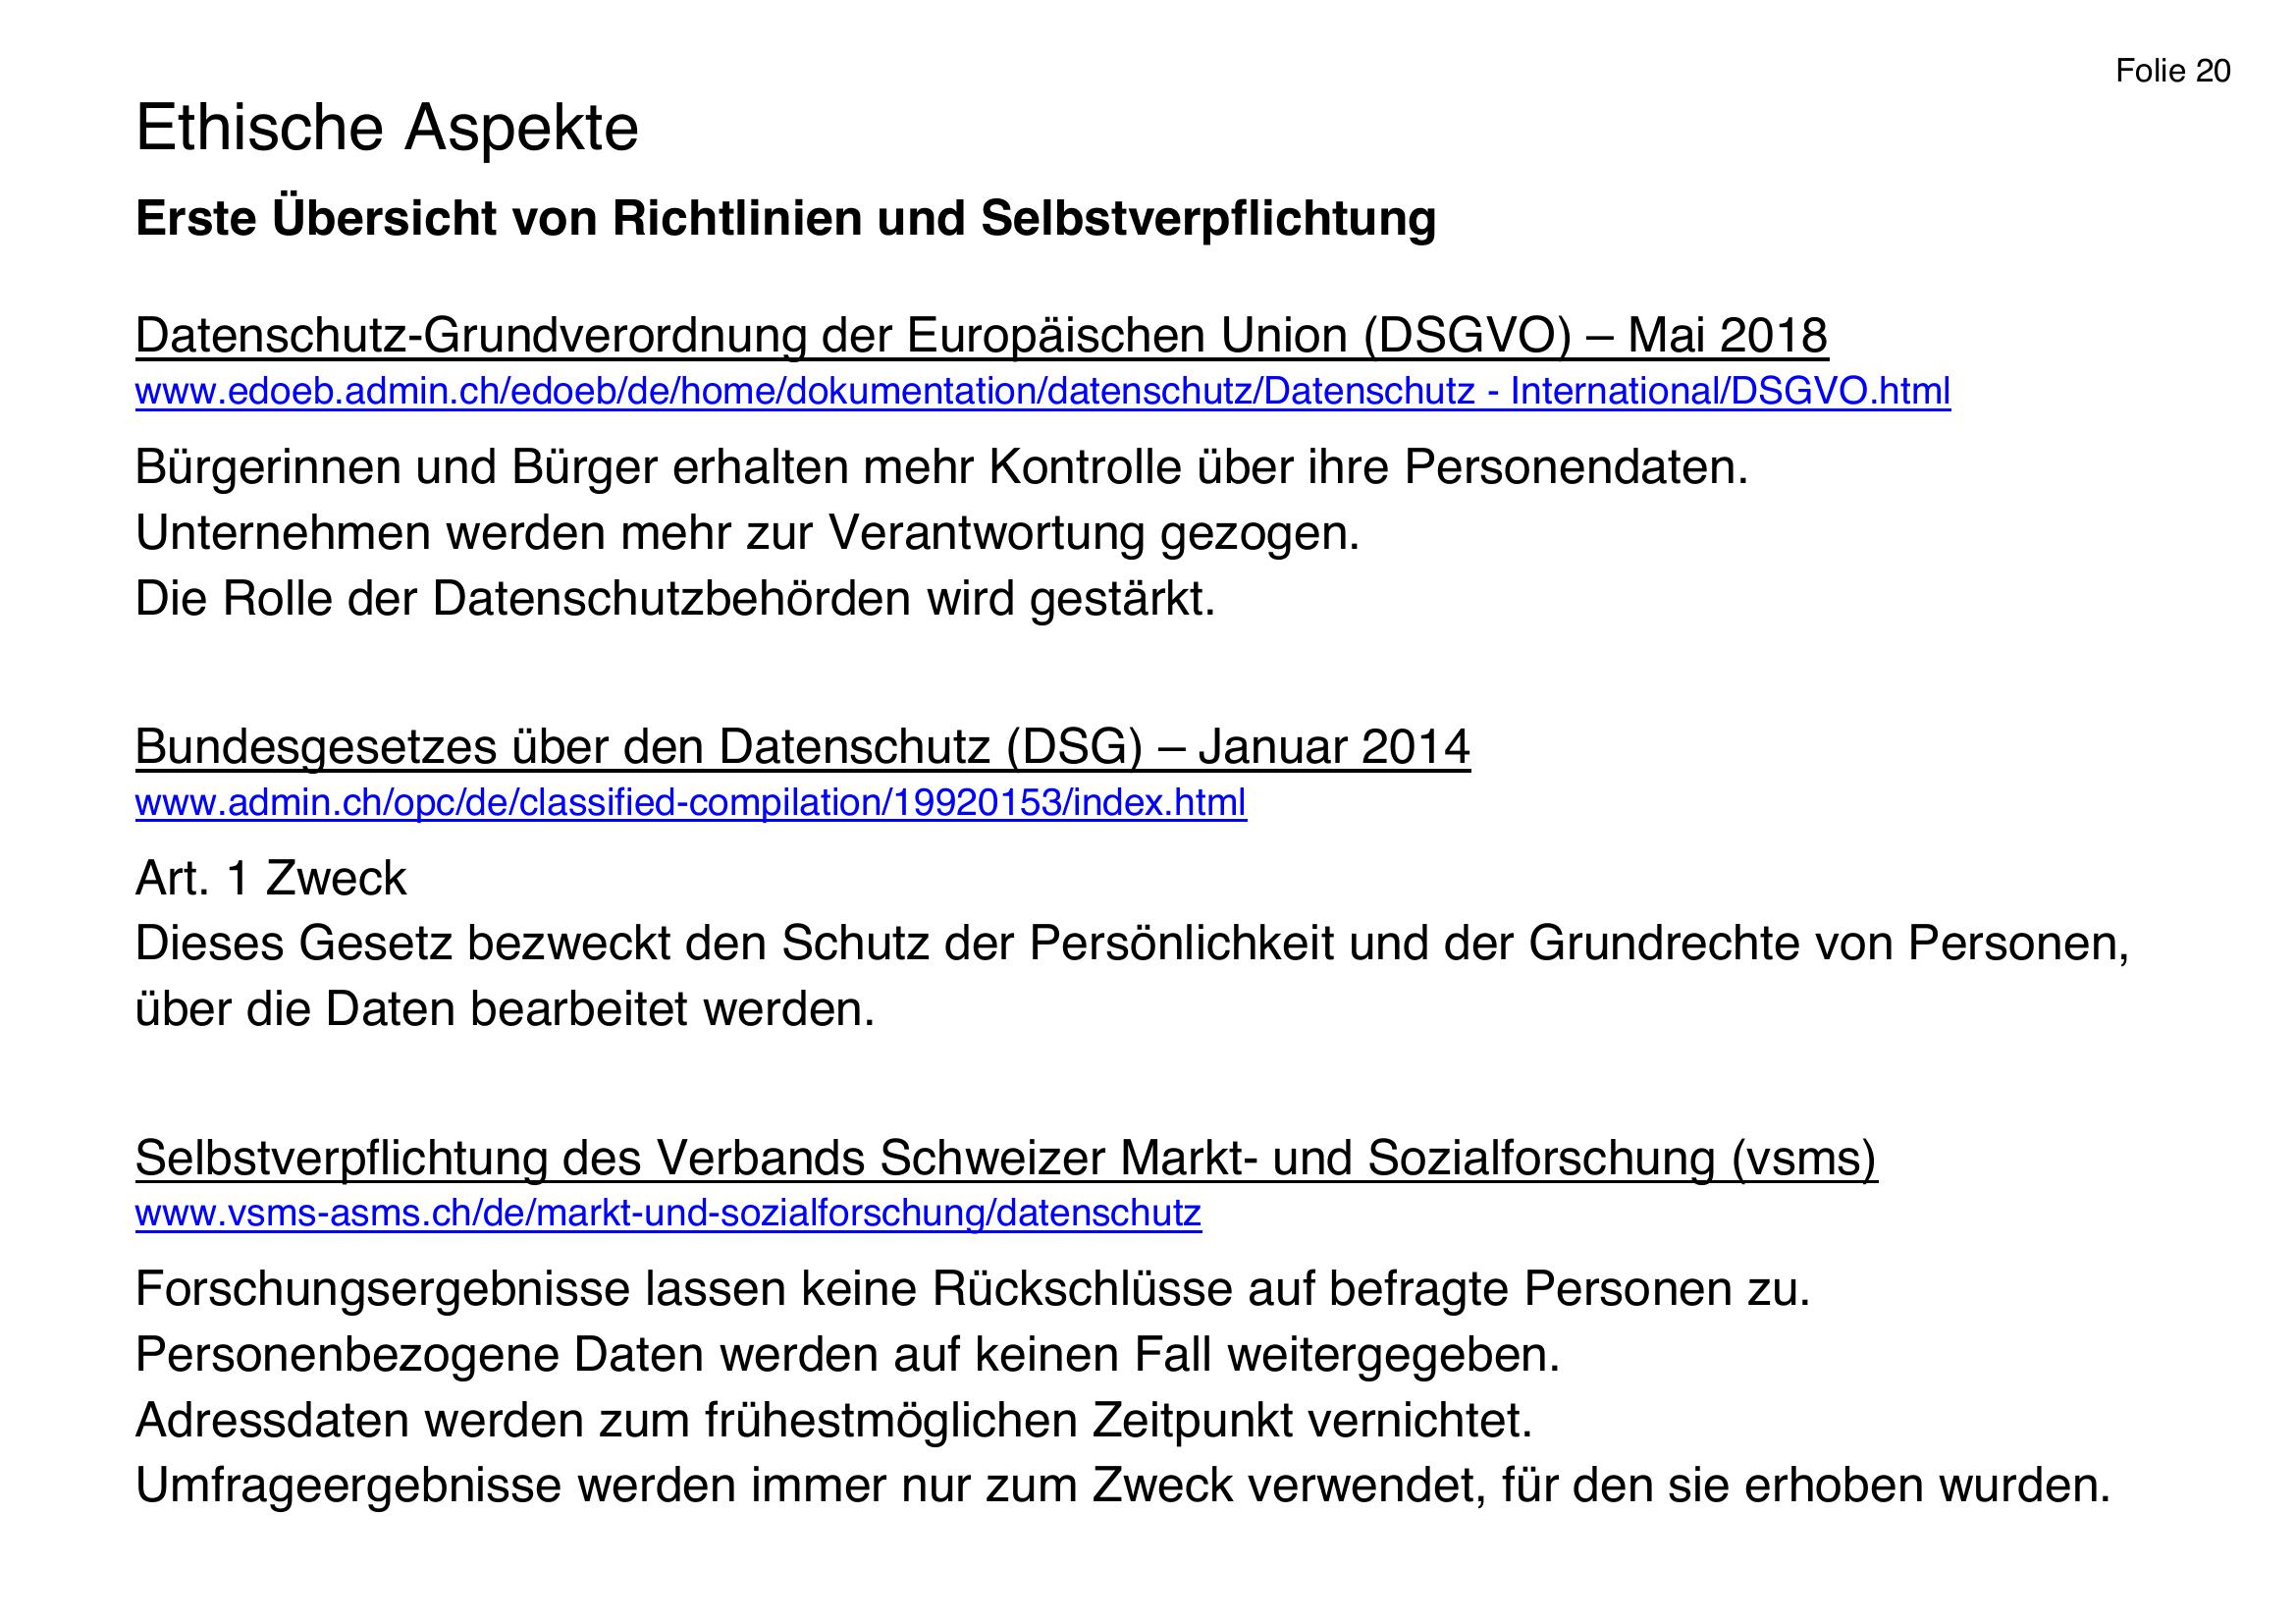 Folie 20
Ethische Aspekte
Erste Übersicht von Richtlinien und Selbstverpflichtung
Datenschutz-Grundverordnung der Europäischen Union (DSGVO) – Mai 2018
www.edoeb.admin.ch/edoeb/de/home/dokumentation/datenschutz/Datenschutz - International/DSGVO.html
Bürgerinnen und Bürger erhalten mehr Kontrolle über ihre Personendaten.
Unternehmen werden mehr zur Verantwortung gezogen.
Die Rolle der Datenschutzbehörden wird gestärkt.
Bundesgesetzes über den Datenschutz (DSG) – Januar 2014
www.admin.ch/opc/de/classified-compilation/19920153/index.html
Art. 1 Zweck
Dieses Gesetz bezweckt den Schutz der Persönlichkeit und der Grundrechte von Personen,
über die Daten bearbeitet werden.
Selbstverpflichtung des Verbands Schweizer Markt- und Sozialforschung (vsms)
www.vsms-asms.ch/de/markt-und-sozialforschung/datenschutz
Forschungsergebnisse lassen keine Rückschlüsse auf befragte Personen zu.
Personenbezogene Daten werden auf keinen Fall weitergegeben.
Adressdaten werden zum frühestmöglichen Zeitpunkt vernichtet.
Umfrageergebnisse werden immer nur zum Zweck verwendet, für den sie erhoben wurden.